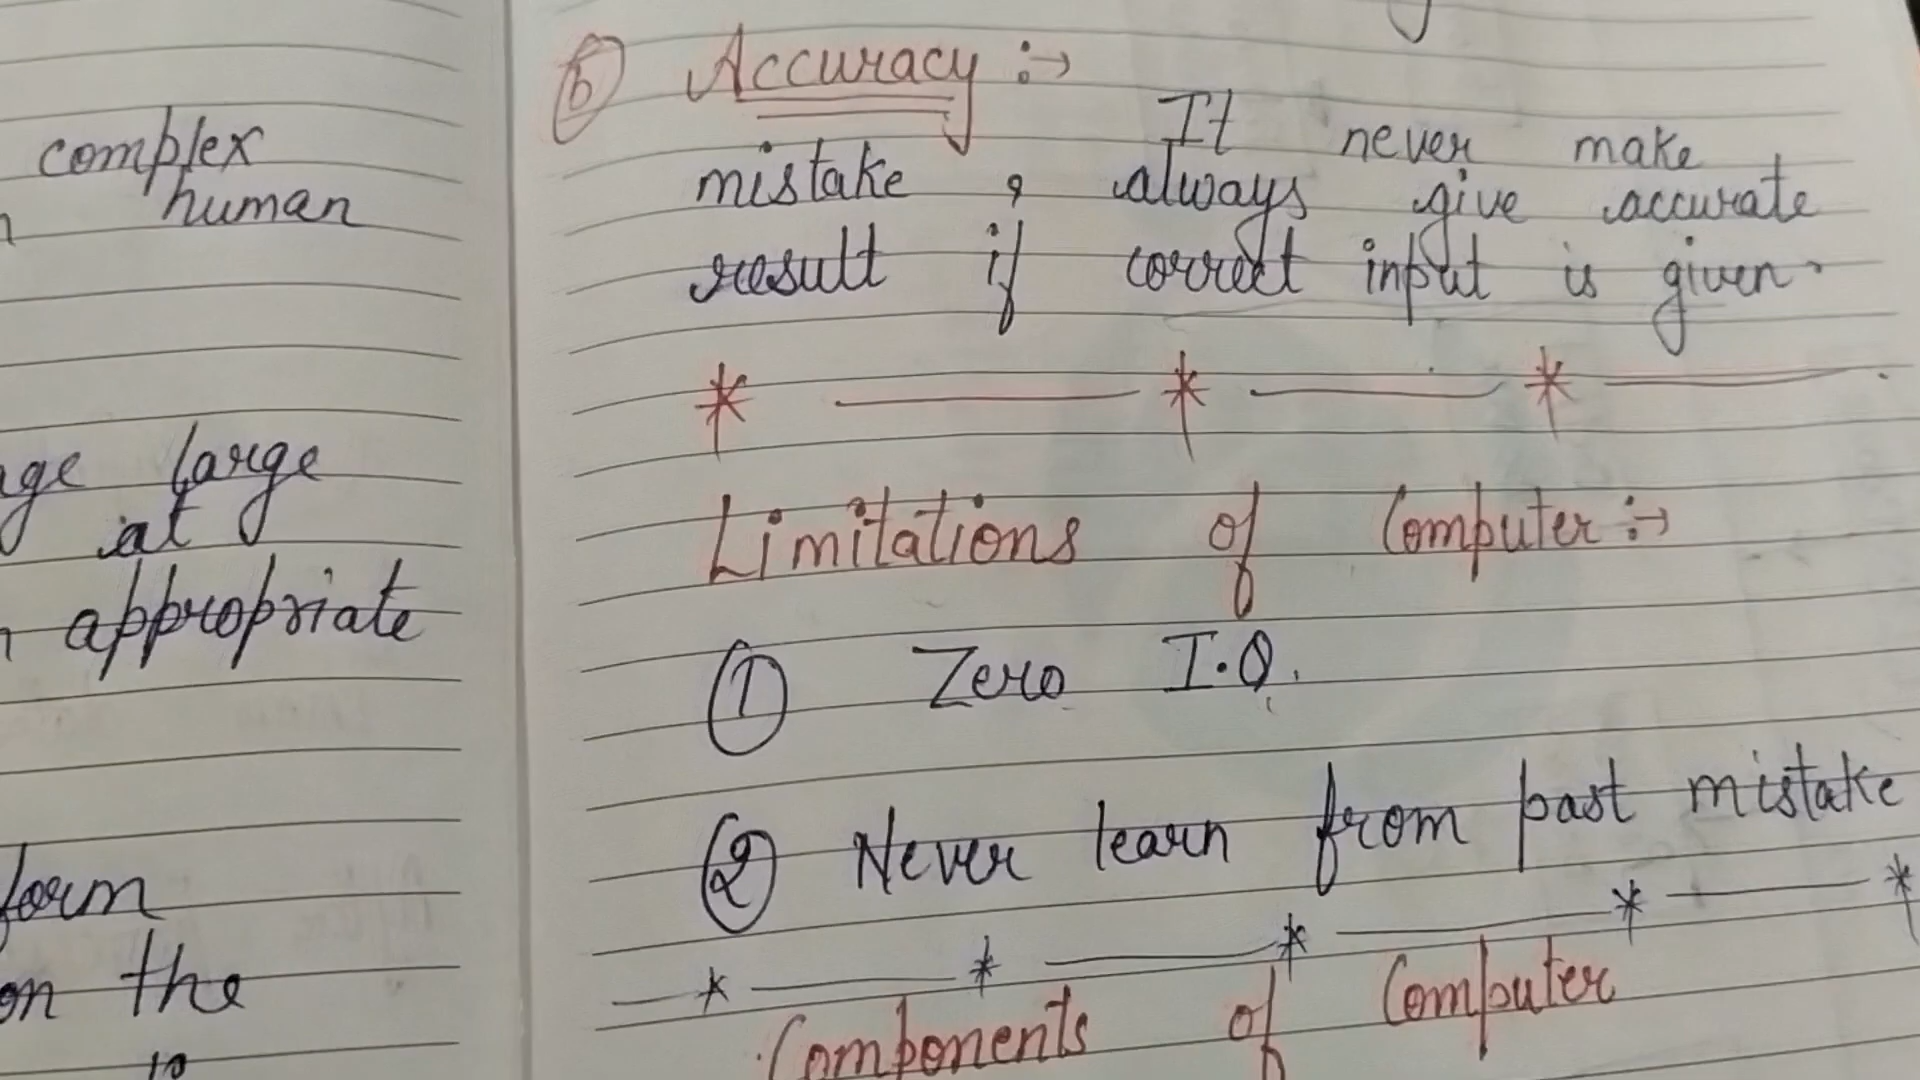 complex
human
large
at
appropriate
form
on the
(6) Accuracy :→
It never make
mistake, always give accurate
result if correct input is given.
* — * — * —
Limitations of Computer :→
(1) Zero I.Q.
(2) Never learn from past mistake
— * — * — * — * — *
Components of Computer